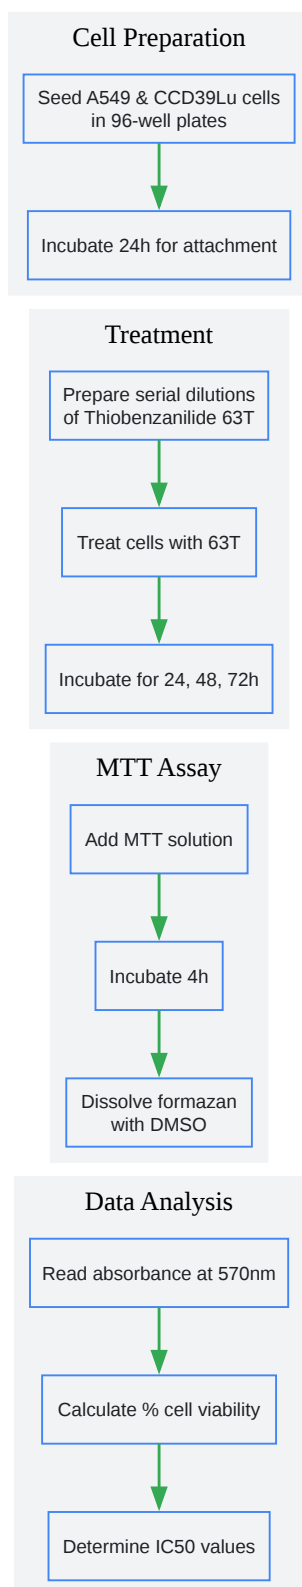 Cell Preparation
Seed A549 & CCD39Lu cells
in 96-well plates
Incubate 24h for attachment
Treatment
Prepare serial dilutions
of Thiobenzanilide 63T
Treat cells with 63T
Incubate for 24, 48, 72h
MTT Assay
Add MTT solution
Incubate 4h
Dissolve formazan
with DMSO
Data Analysis
Read absorbance at 570nm
Calculate % cell viability
Determine IC50 values